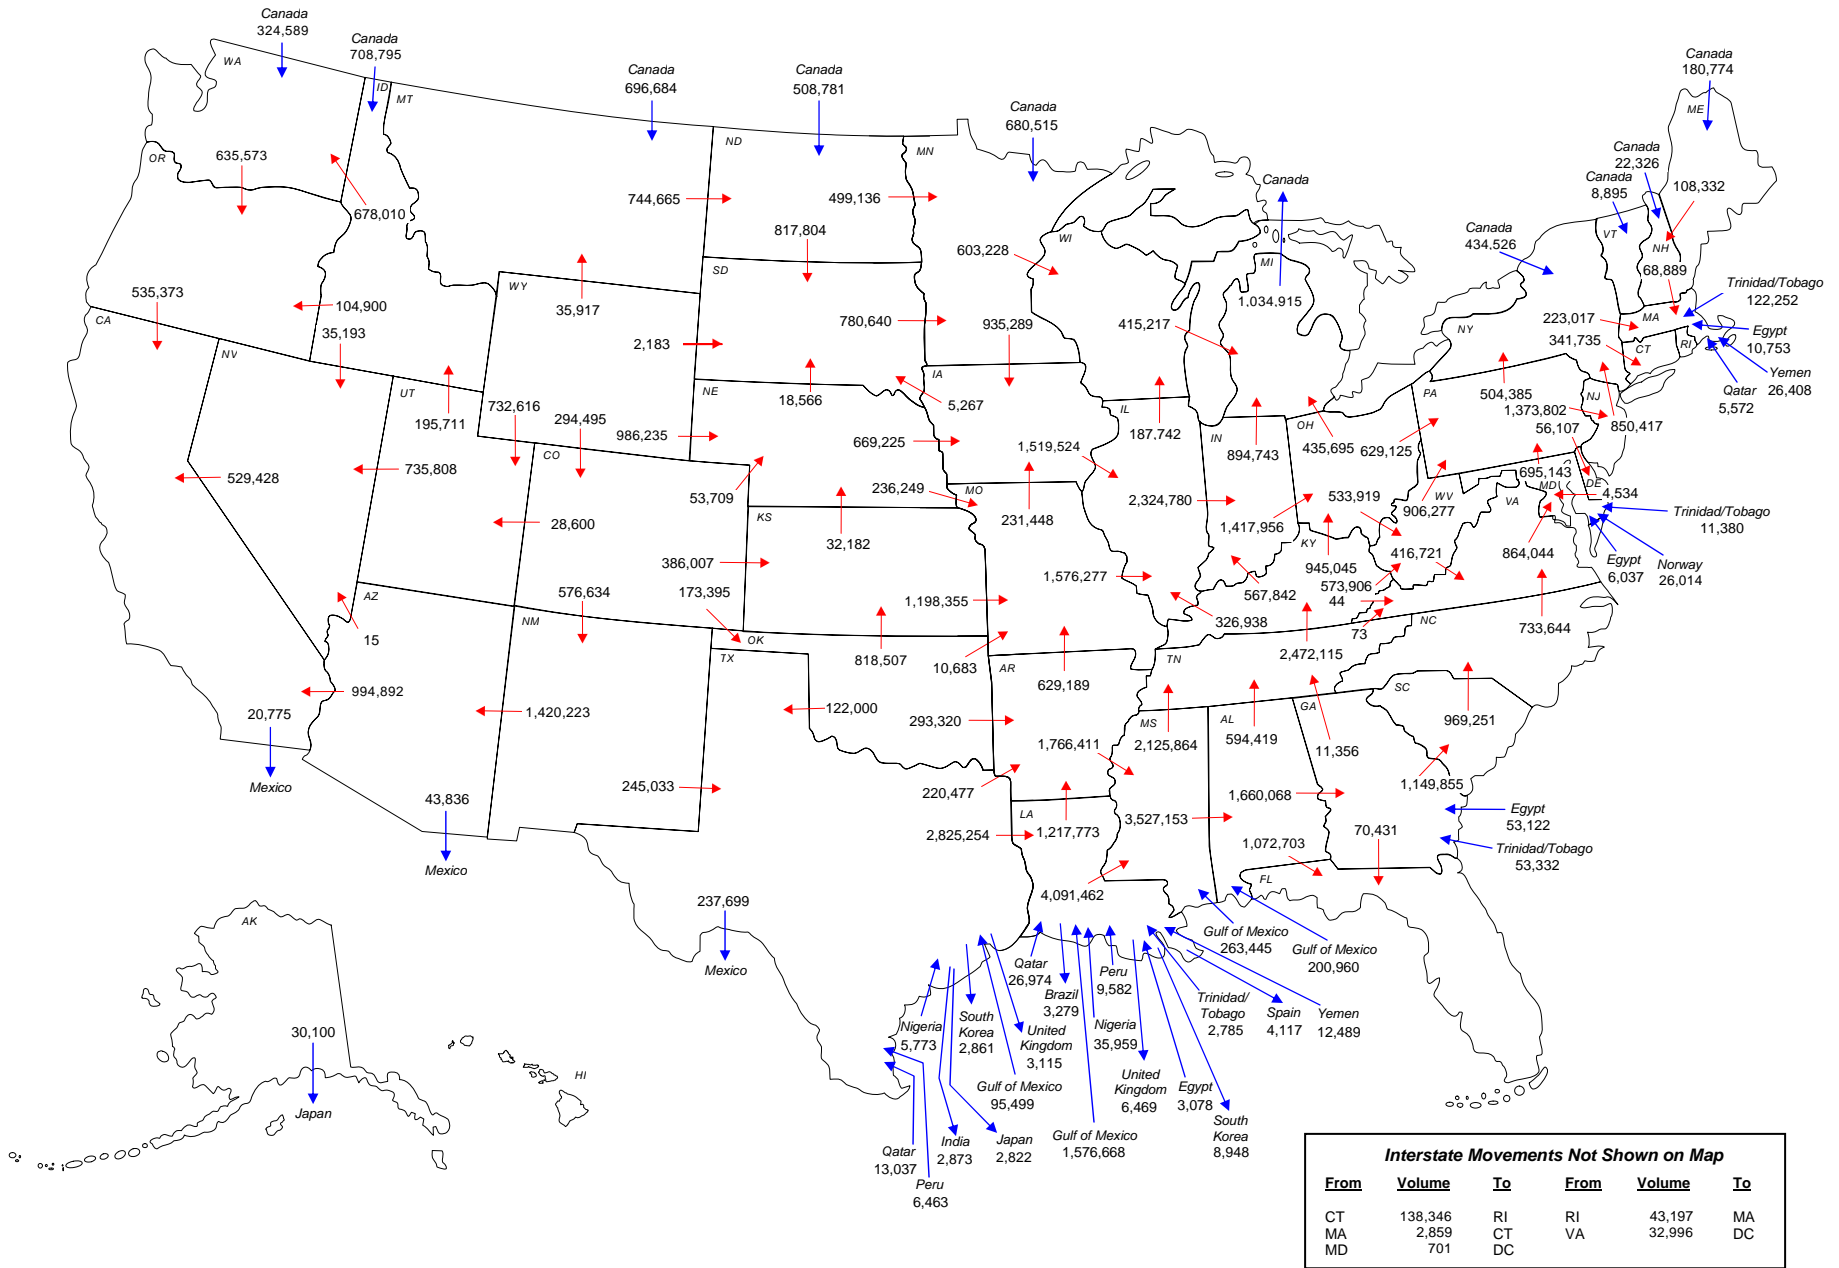 Canada
324,589
Canada
708,795
Canada
696,684
Canada
508,781
Canada
680,515
Canada
180,774
Canada
22,326
Canada
8,895
Canada
434,526
Canada
1,034,915
WA
ID
MT
OR
ND
MN
ME
635,573
678,010
744,665
499,136
108,332
817,804
603,228
WI
MI
VT
NH
68,889
SD
WY
35,917
Trinidad/Tobago
122,252
535,373
104,900
35,193
CA
NV
2,183
780,640
935,289
415,217
NY
223,017
MA
341,735
CT
RI
Egypt
10,753
Yemen
26,408
Qatar
5,572
UT
195,711
NE
IA
18,566
5,267
504,385
PA
NJ
1,373,802
850,417
56,107
732,616
294,495
986,235
669,225
IL
187,742
IN
OH
894,743
435,695
629,125
1,519,524
CO
529,428
735,808
53,709
236,249
MO
231,448
2,324,780
695,143
MD
DE
4,534
WV
VA
906,277
533,919
KS
32,182
1,417,956
Trinidad/Tobago
11,380
28,600
386,007
KY
945,045
416,721
864,044
Egypt
6,037
Norway
26,014
1,576,277
573,906
567,842
44
AZ
576,634
173,395
1,198,355
326,938
73
NC
733,644
15
NM
OK
TX
818,507
10,683
AR
TN
2,472,115
629,189
SC
994,892
1,420,223
122,000
293,320
MS
AL
GA
969,251
20,775
Mexico
1,766,411
2,125,864
594,419
11,356
245,033
220,477
1,149,855
43,836
Mexico
LA
1,660,068
Egypt
53,122
2,825,254
1,217,773
3,527,153
1,072,703
70,431
Trinidad/Tobago
53,332
FL
4,091,462
237,699
Mexico
AK
Gulf of Mexico
263,445
Gulf of Mexico
200,960
Qatar
26,974
Brazil
3,279
Peru
9,582
Trinidad/
Tobago
2,785
Spain
4,117
Yemen
12,489
Nigeria
5,773
South
Korea
2,861
United
Kingdom
3,115
Nigeria
35,959
30,100
Japan
HI
Gulf of Mexico
95,499
United
Kingdom
6,469
Egypt
3,078
South
Korea
8,948
Qatar
13,037
Peru
6,463
India
2,873
Japan
2,822
Gulf of Mexico
1,576,668
Interstate Movements Not Shown on Map
From Volume To From Volume To
CT 138,346 RI RI 43,197 MA
MA 2,859 CT VA 32,996 DC
MD 701 DC